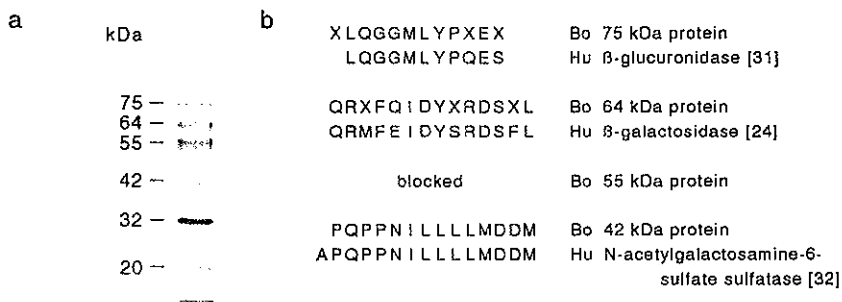 a
kDa
75
64
55
42
32
20
b
XLQGGMLYPXEX Bo 75 kDa protein
LQGGMLYPQES Hu β-glucuronidase [31]
QRXFQIDYXRDSXL Bo 64 kDa protein
QRMFEIDYSRDSFL Hu β-galactosidase [24]
blocked Bo 55 kDa protein
PQPPNILLLLMDDM Bo 42 kDa protein
APQPPNILLLLMDDM Hu N-acetylgalactosamine-6-
sulfate sulfatase [32]